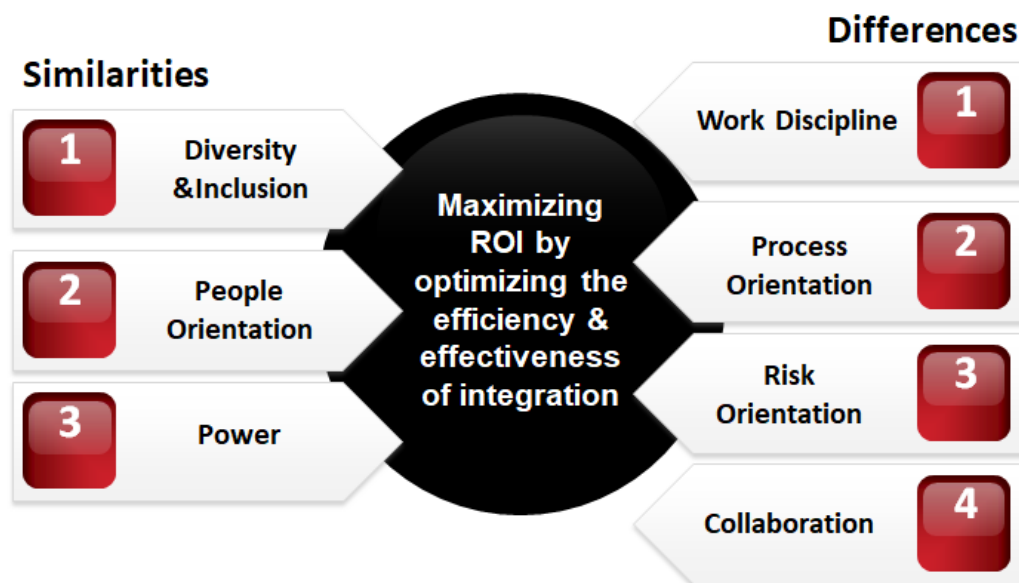 Similarities
1
Diversity
&Inclusion
2
People
Orientation
3
Power
Maximizing
ROI by
optimizing the
efficiency &
effectiveness
of integration
Differences
Work Discipline
1
Process
Orientation
2
Risk
Orientation
3
Collaboration
4